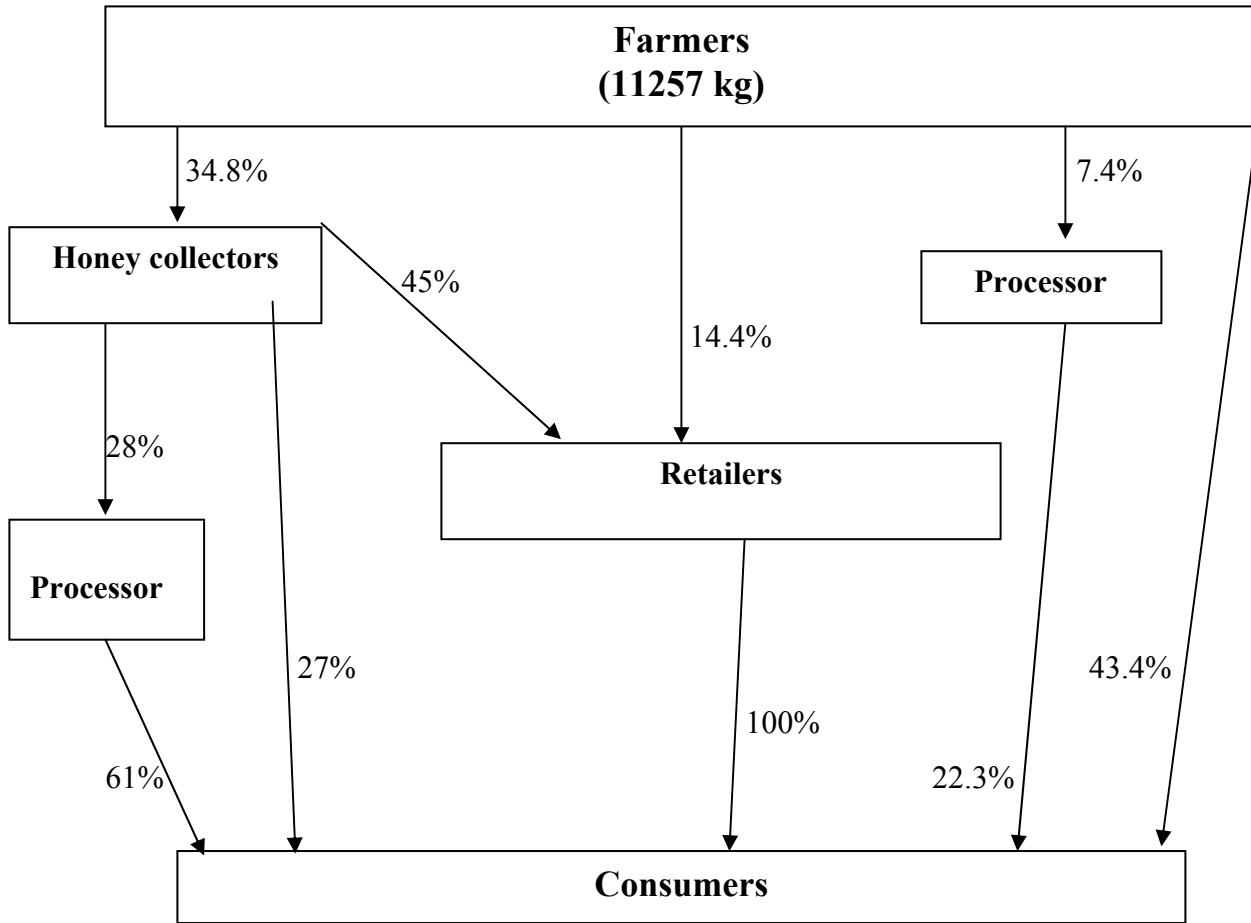 Farmers
(11257 kg)
34.8%
7.4%
Honey collectors
45%
Processor
14.4%
28%
Retailers
Processor
27%
43.4%
100%
61%
22.3%
Consumers